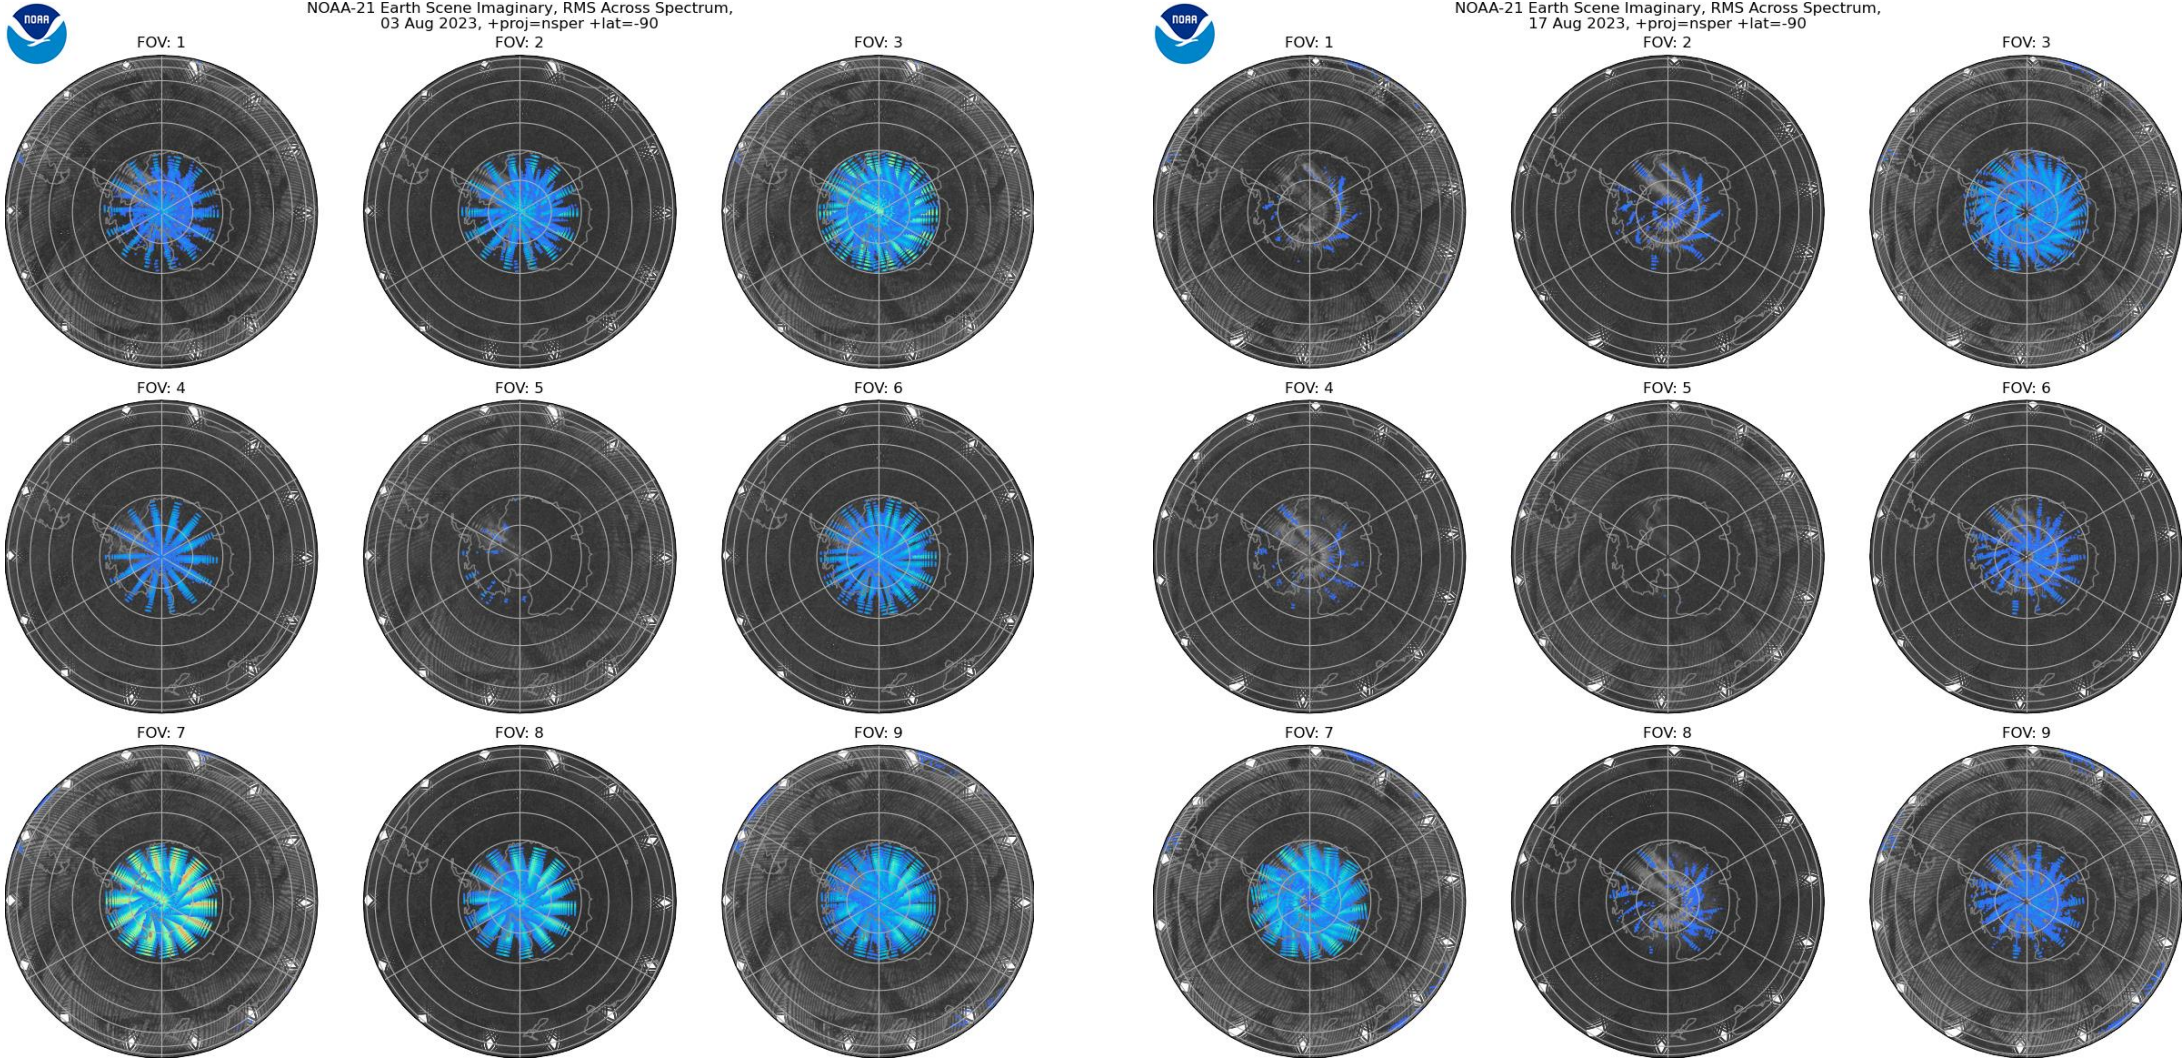 NOAA
NOAA-21 Earth Scene Imaginary, RMS Across Spectrum,
03 Aug 2023, +proj=nsper +lat=-90
FOV: 1
FOV: 2
FOV: 3
FOV: 4
FOV: 5
FOV: 6
FOV: 7
FOV: 8
FOV: 9
NOAA
NOAA-21 Earth Scene Imaginary, RMS Across Spectrum,
17 Aug 2023, +proj=nsper +lat=-90
FOV: 1
FOV: 2
FOV: 3
FOV: 4
FOV: 5
FOV: 6
FOV: 7
FOV: 8
FOV: 9